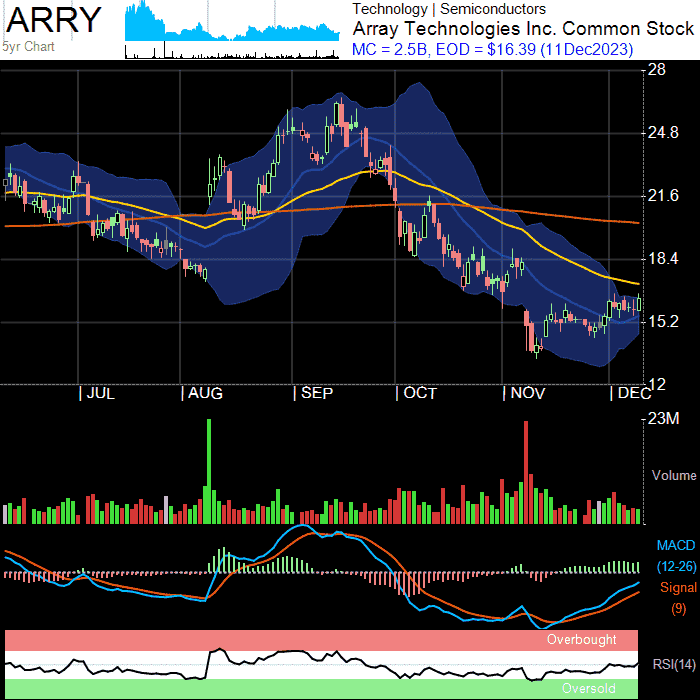 ARRY
5yr Chart
Technology | Semiconductors
Array Technologies Inc. Common Stock
MC = 2.5B, EOD = $16.39 (11Dec2023)
28
24.8
21.6
18.4
15.2
12
| JUL | AUG | SEP | OCT | NOV | DEC
23M
Volume
MACD
(12-26)
Signal
(9)
Overbought
RSI(14)
Oversold